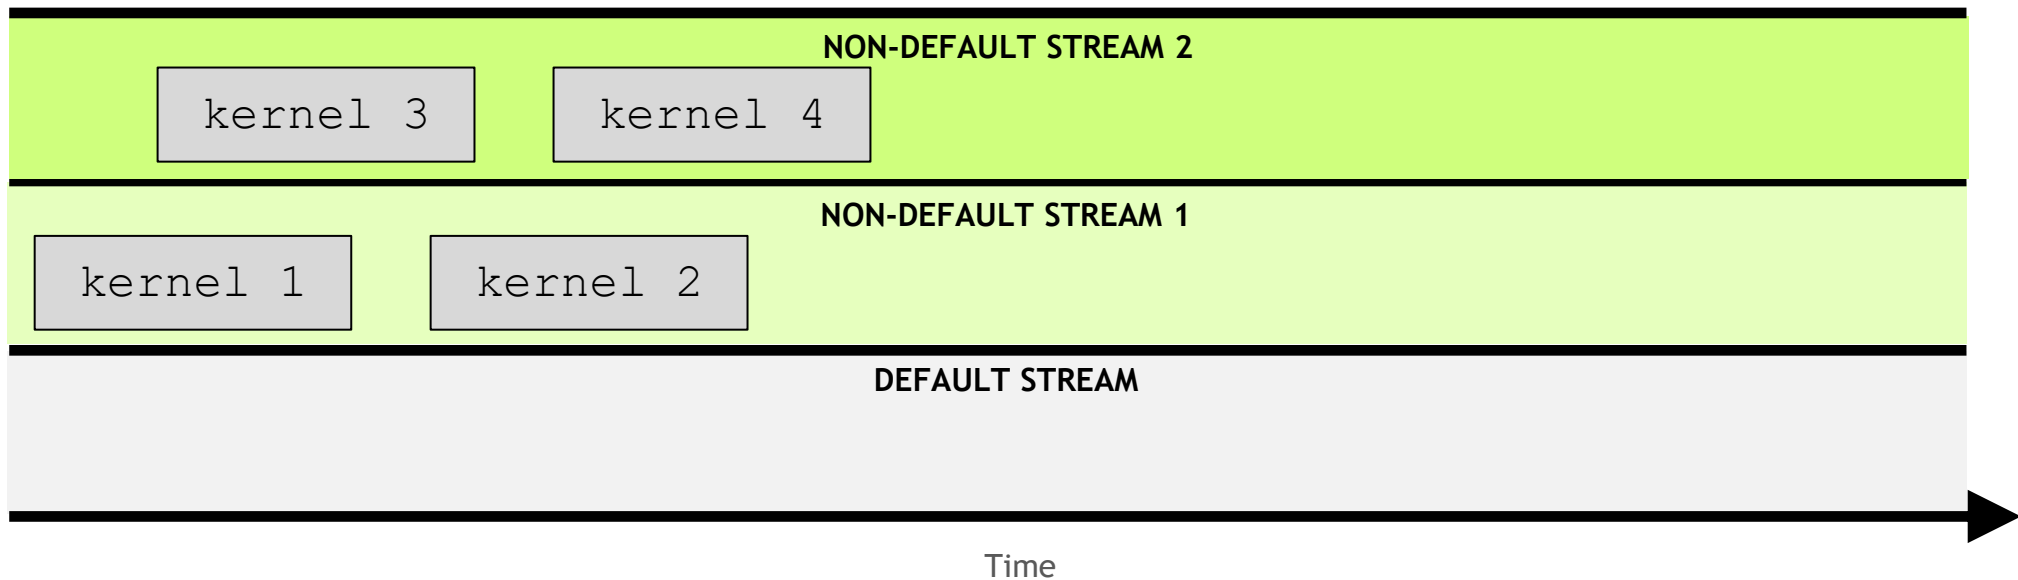 NON-DEFAULT STREAM 2
kernel 3
kernel 4
NON-DEFAULT STREAM 1
kernel 1
kernel 2
DEFAULT STREAM
Time